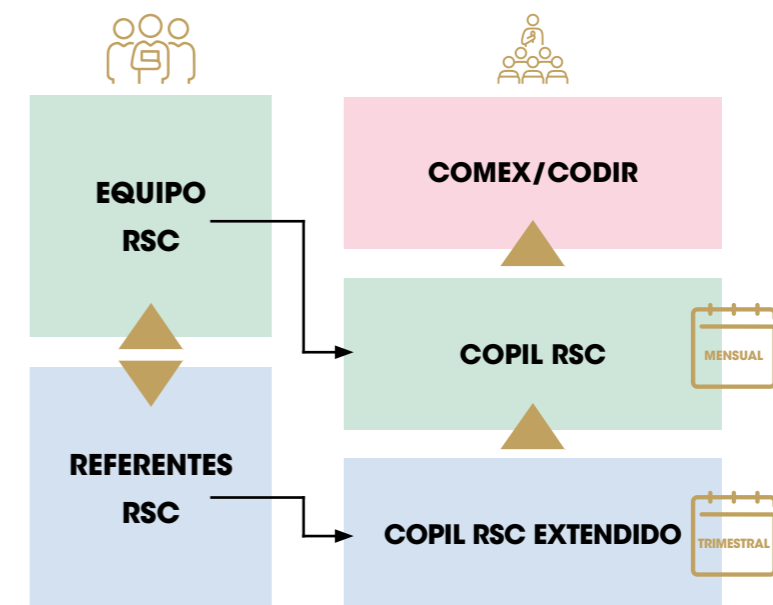 EQUIPO
RSC
COMEX/CODIR
COPIL RSC
MENSUAL
REFERENTES
RSC
COPIL RSC EXTENDIDO
TRIMESTRAL